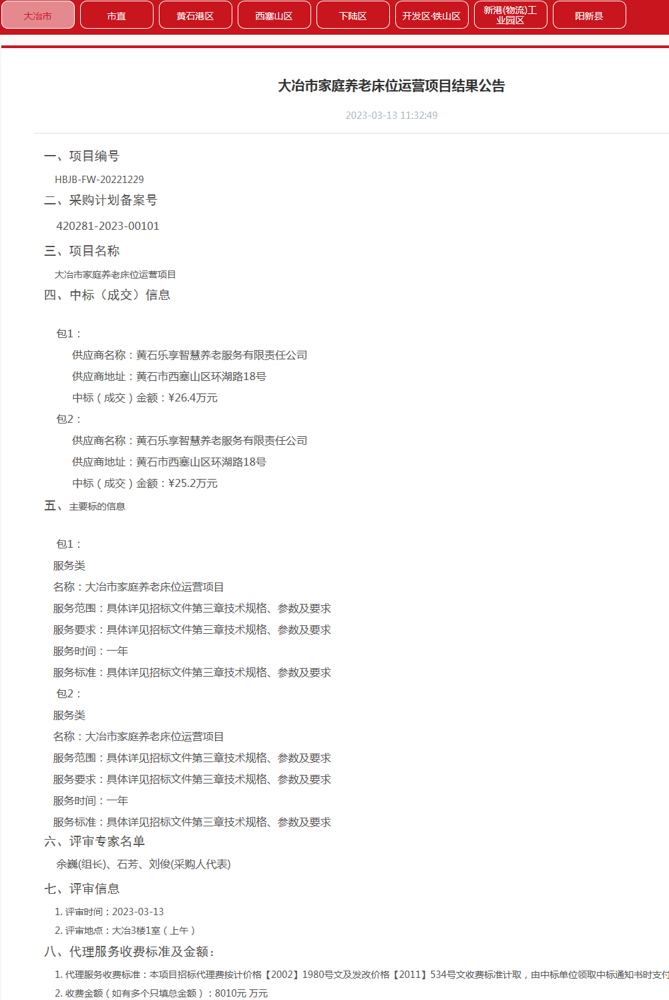 大冶市
市直
黄石港区
西塞山区
下陆区
开发区·铁山区
新港(物流)工
业园区
阳新县
大冶市家庭养老床位运营项目结果公告
2023-03-13 11:32:49
一、项目编号
HBJB-FW-20221229
二、采购计划备案号
420281-2023-00101
三、项目名称
大冶市家庭养老床位运营项目
四、中标（成交）信息
包1：
供应商名称：黄石乐享智慧养老服务有限责任公司
供应商地址：黄石市西塞山区环湖路18号
中标（成交）金额：¥26.4万元
包2：
供应商名称：黄石乐享智慧养老服务有限责任公司
供应商地址：黄石市西塞山区环湖路18号
中标（成交）金额：¥25.2万元
五、主要标的信息
包1：
服务类
名称：大冶市家庭养老床位运营项目
服务范围：具体详见招标文件第三章技术规格、参数及要求
服务要求：具体详见招标文件第三章技术规格、参数及要求
服务时间：一年
服务标准：具体详见招标文件第三章技术规格、参数及要求
包2：
服务类
名称：大冶市家庭养老床位运营项目
服务范围：具体详见招标文件第三章技术规格、参数及要求
服务要求：具体详见招标文件第三章技术规格、参数及要求
服务时间：一年
服务标准：具体详见招标文件第三章技术规格、参数及要求
六、评审专家名单
余巍(组长)、石芳、刘俊(采购人代表)
七、评审信息
1. 评审时间：2023-03-13
2. 评审地点：大冶3楼1室（上午）
八、代理服务收费标准及金额：
1. 代理服务收费标准：本项目招标代理费按计价格【2002】1980号文及发改价格【2011】534号文收费标准计取，由中标单位领取中标通知书时支付
2. 收费金额（如有多个只填总金额）：8010元 万元